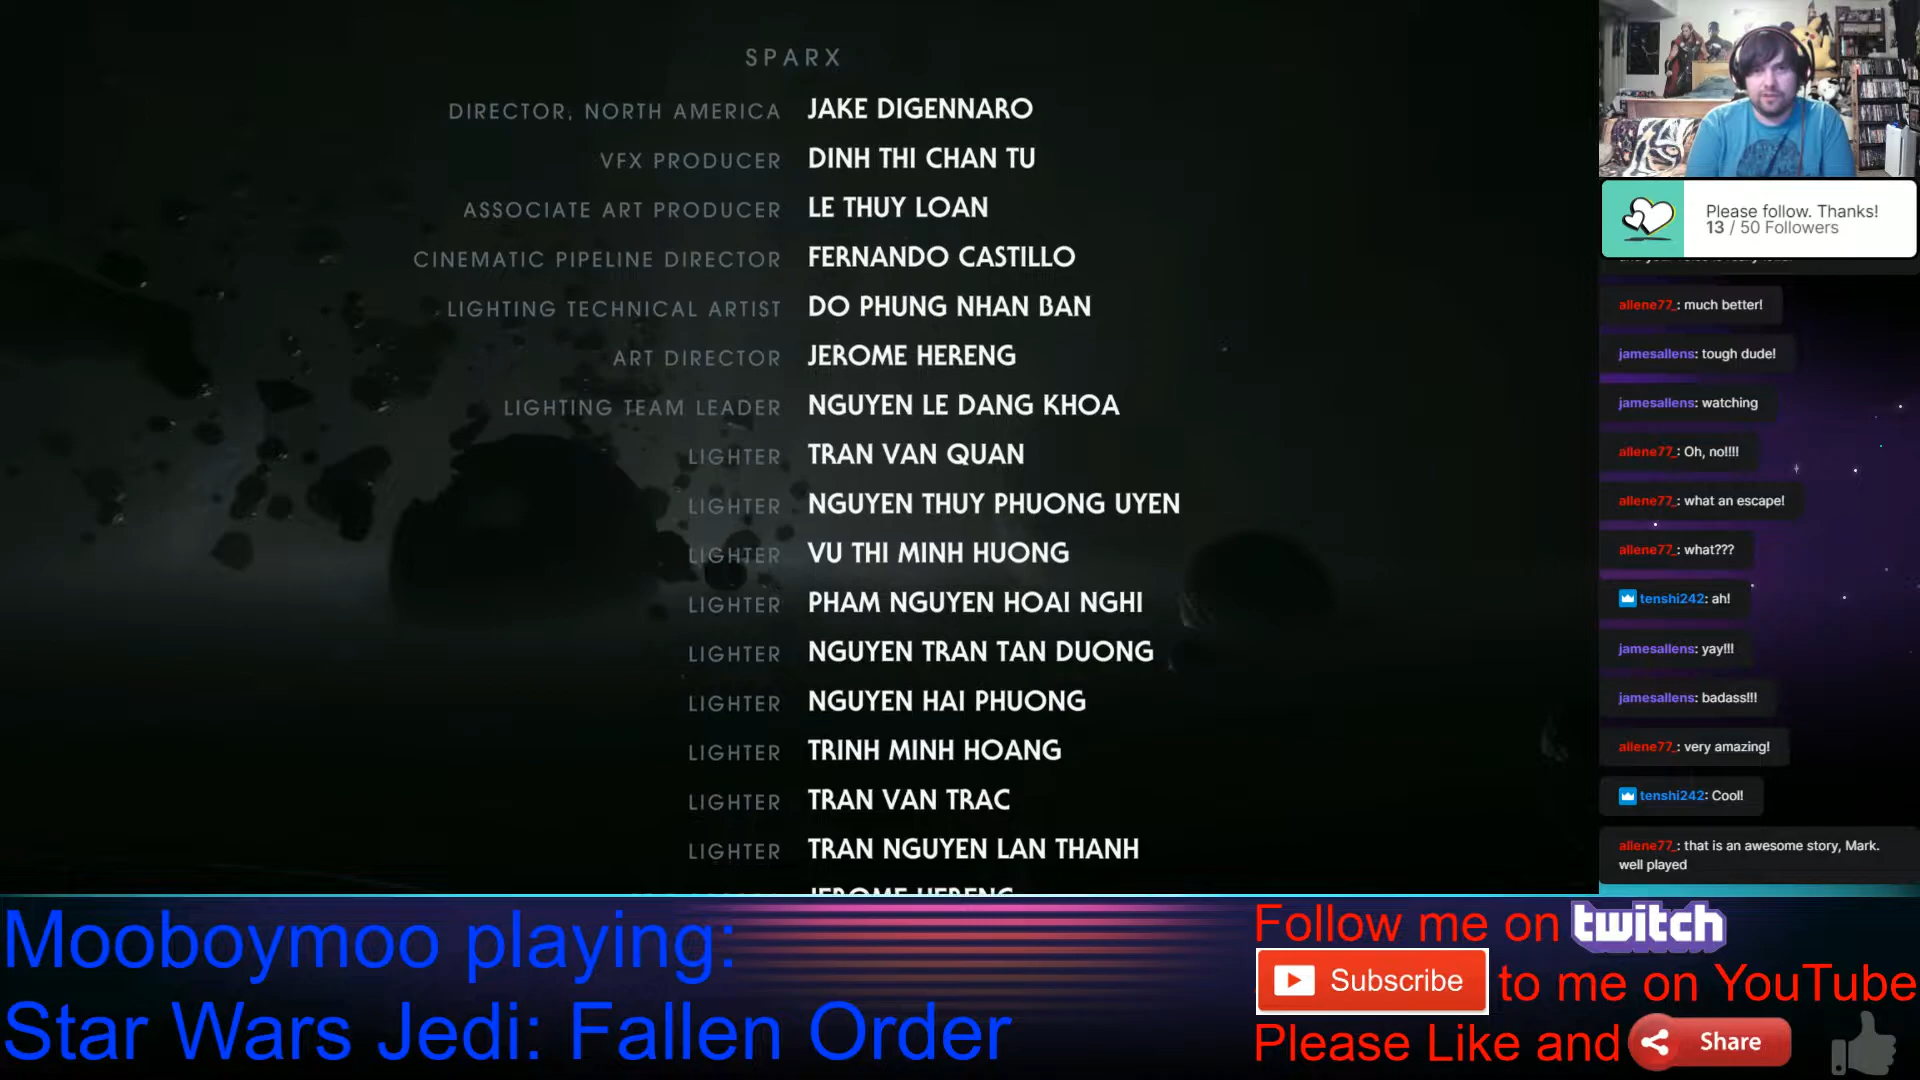 SPARX
DIRECTOR, NORTH AMERICA JAKE DIGENNARO
VFX PRODUCER DINH THI CHAN TU
ASSOCIATE ART PRODUCER LE THUY LOAN
CINEMATIC PIPELINE DIRECTOR FERNANDO CASTILLO
LIGHTING TECHNICAL ARTIST DO PHUNG NHAN BAN
ART DIRECTOR JEROME HERENG
LIGHTING TEAM LEADER NGUYEN LE DANG KHOA
LIGHTER TRAN VAN QUAN
LIGHTER NGUYEN THUY PHUONG UYEN
LIGHTER VU THI MINH HUONG
LIGHTER PHAM NGUYEN HOAI NGHI
LIGHTER NGUYEN TRAN TAN DUONG
LIGHTER NGUYEN HAI PHUONG
LIGHTER TRINH MINH HOANG
LIGHTER TRAN VAN TRAC
LIGHTER TRAN NGUYEN LAN THANH
JEROME HERENG
Please follow. Thanks!
13 / 50 Followers
allene77_: much better!
jamesallens: tough dude!
jamesallens: watching
allene77_: Oh, no!!!!
allene77_: what an escape!
allene77_: what???
tenshi242: ah!
jamesallens: yay!!!
jamesallens: badass!!!
allene77_: very amazing!
tenshi242: Cool!
allene77_: that is an awesome story, Mark.
well played
Mooboymoo playing:
Star Wars Jedi: Fallen Order
Follow me on twitch
Subscribe to me on YouTube
Please Like and Share